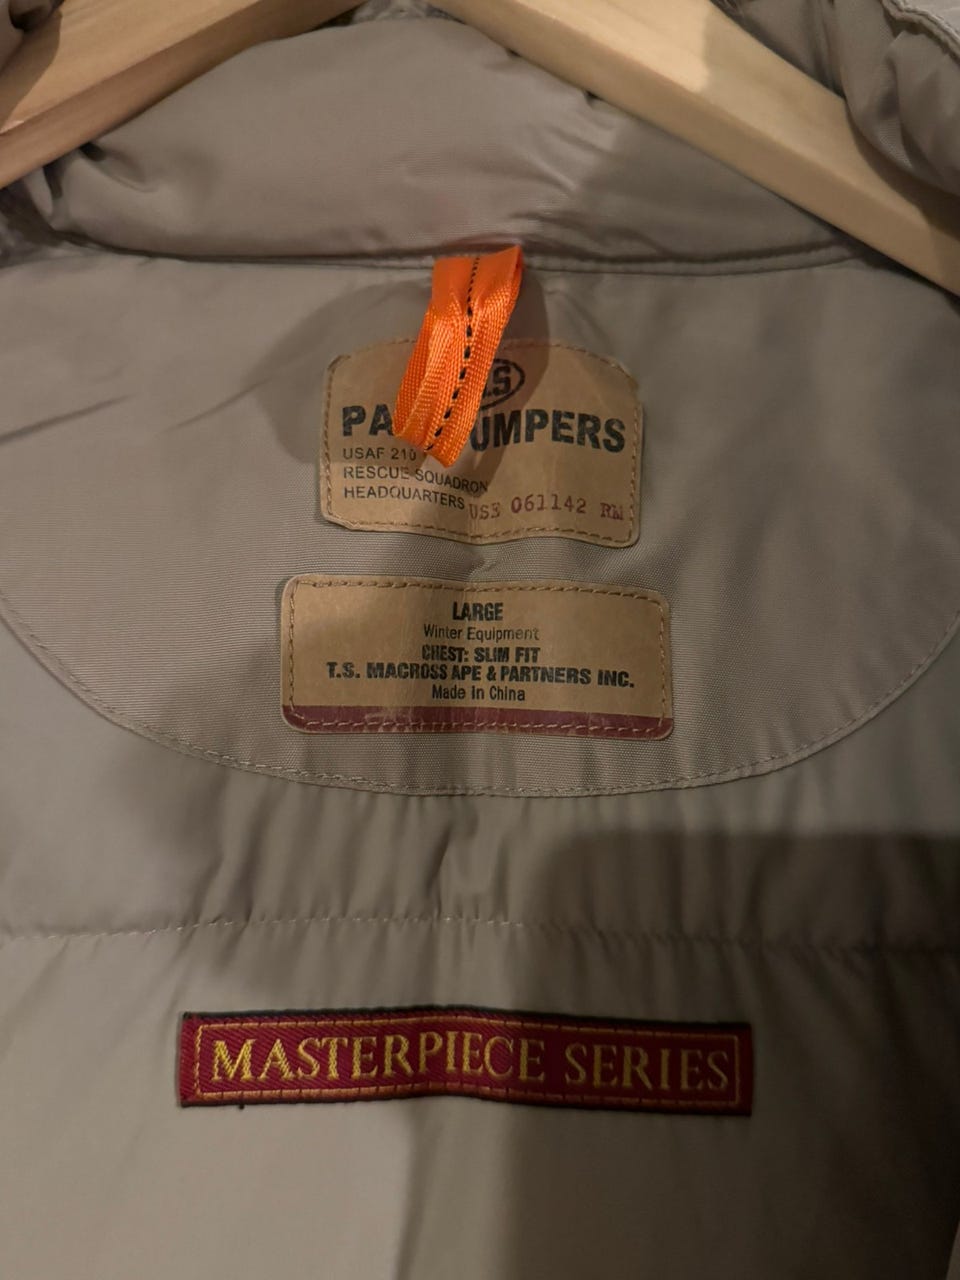 PA UMPERS
USAF 210
RESCUE SQUADRON
HEADQUARTERS
USE 061142 RM
LARGE
Winter Equipment
CHEST: SLIM FIT
T.S. MACROSS APE & PARTNERS INC.
Made in China
MASTERPIECE SERIES